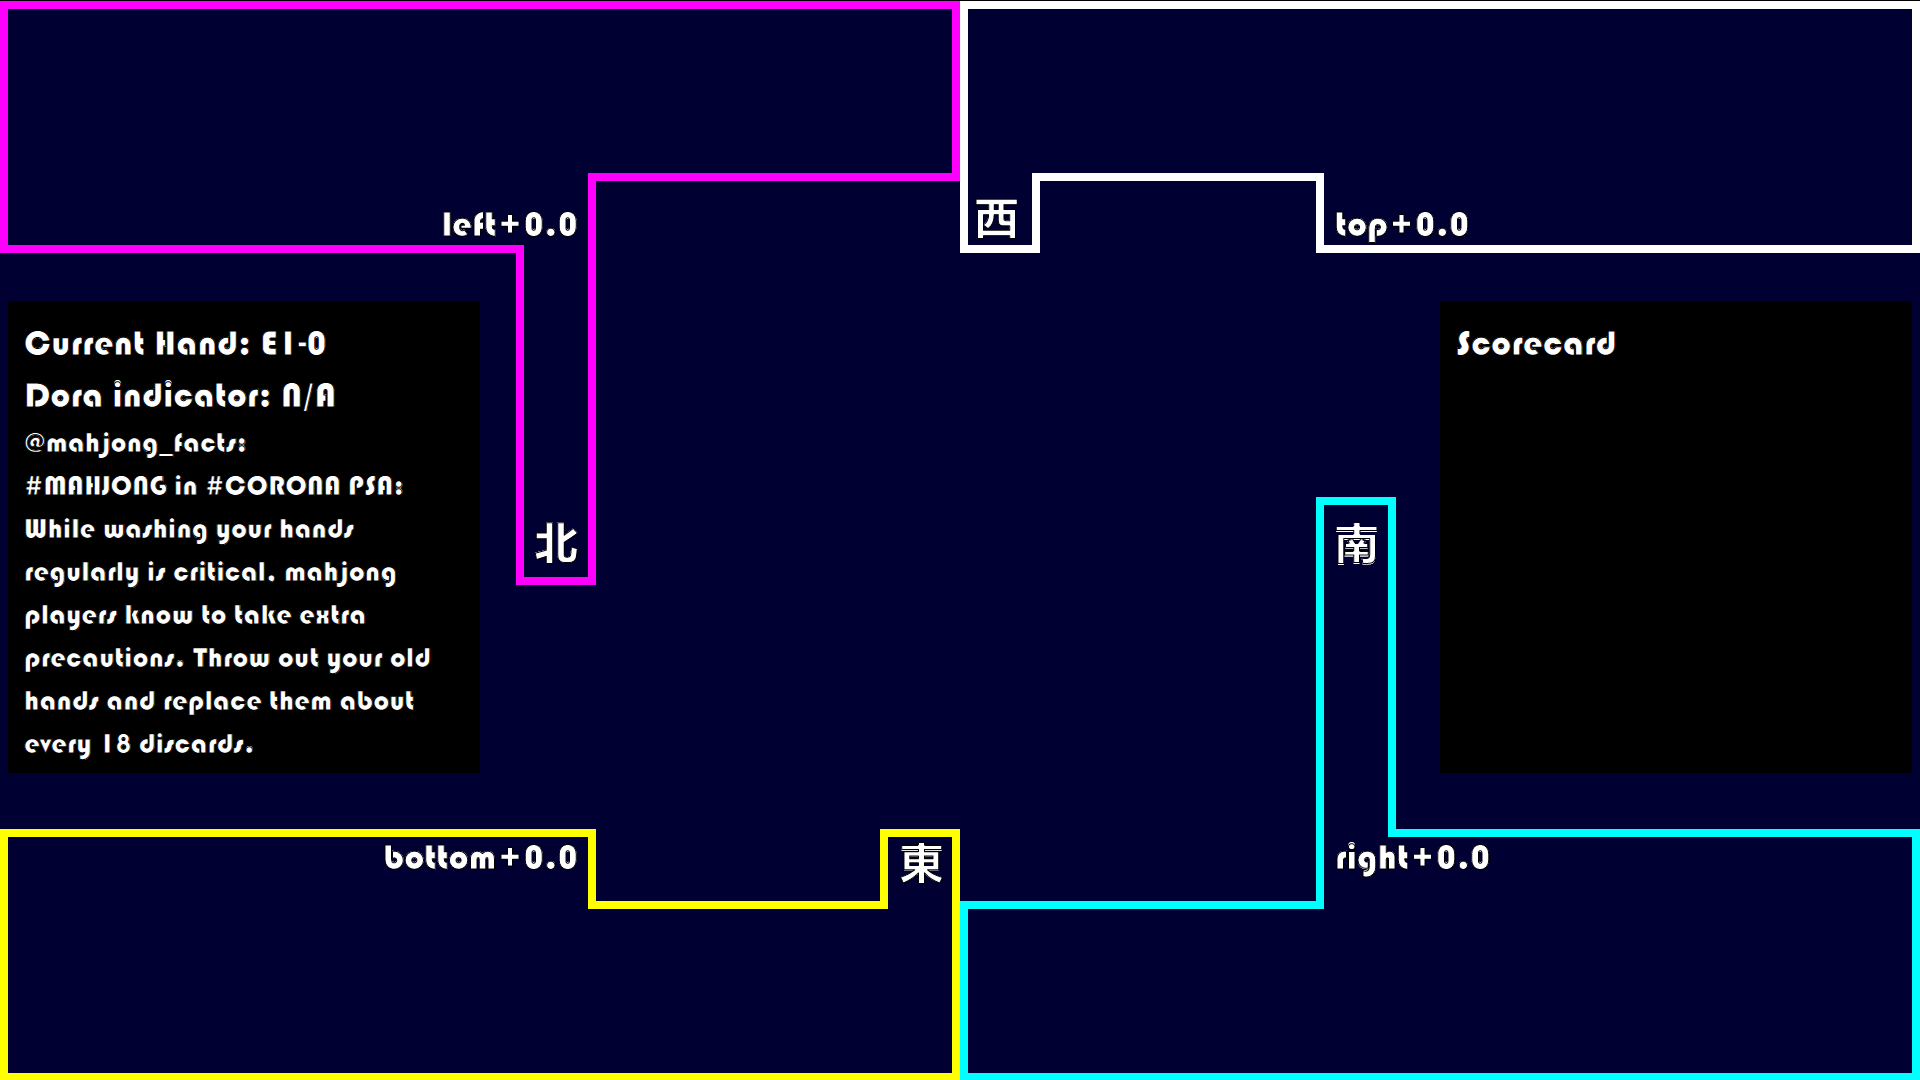 西
left+0.0
top+0.0
Current Hand: E1-0
Dora indicator: N/A
@mahjong_facts:
#MAHJONG in #CORONA PSA:
While washing your hands
regularly is critical, mahjong
players know to take extra
precautions. Throw out your old
hands and replace them about
every 18 discards.
北
南
Scorecard
bottom+0.0
東
right+0.0